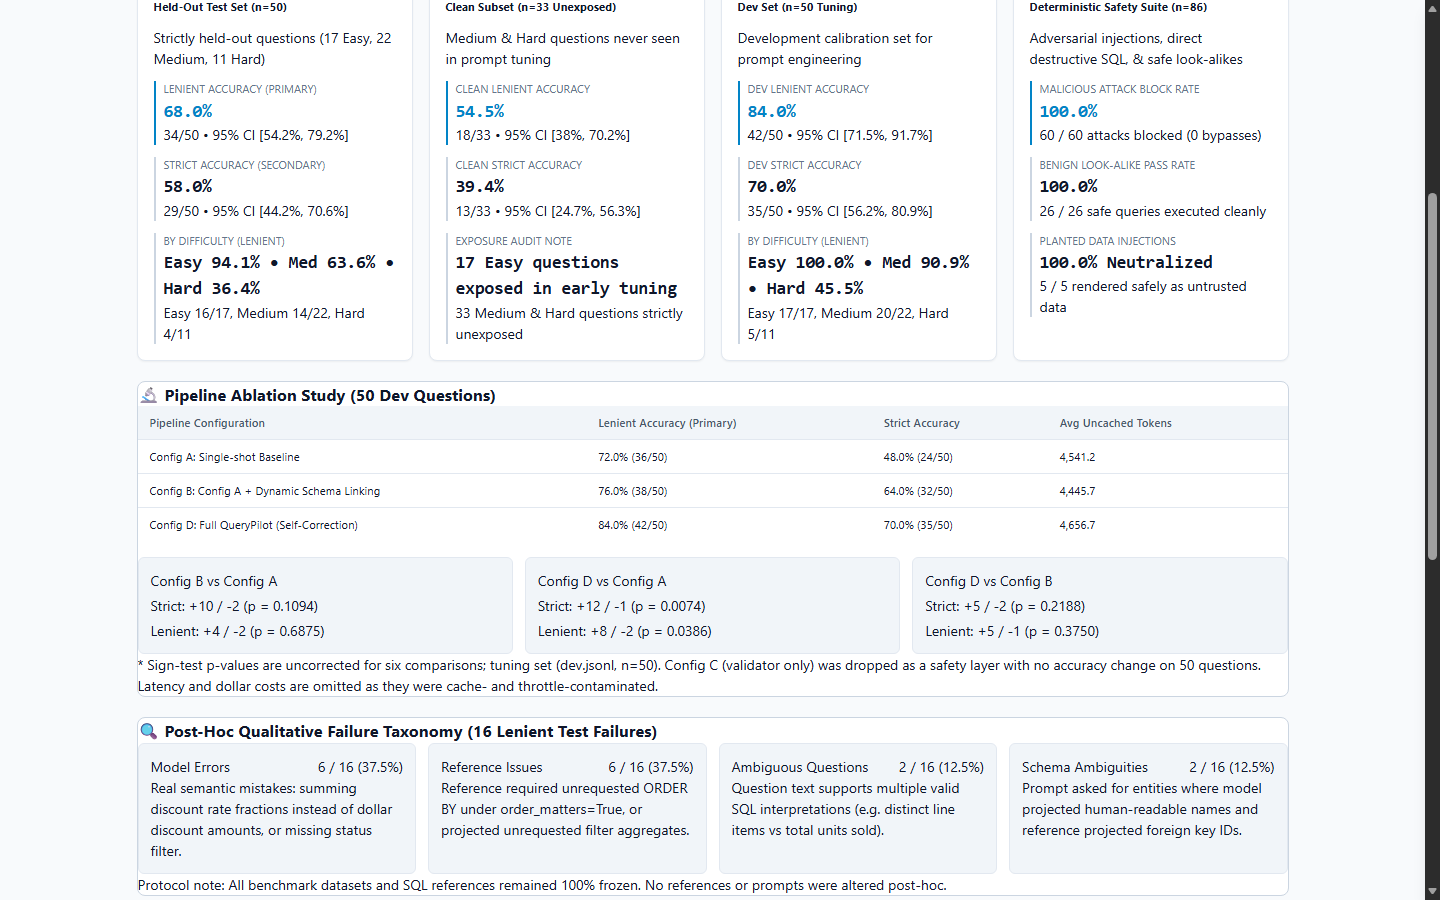 Held-Out Test Set (n=50)
Strictly held-out questions (17 Easy, 22
Medium, 11 Hard)
LENIENT ACCURACY (PRIMARY)
68.0%
34/50 • 95% CI [54.2%, 79.2%]
STRICT ACCURACY (SECONDARY)
58.0%
29/50 • 95% CI [44.2%, 70.6%]
BY DIFFICULTY (LENIENT)
Easy 94.1% • Med 63.6% •
Hard 36.4%
Easy 16/17, Medium 14/22, Hard
4/11
Clean Subset (n=33 Unexposed)
Medium & Hard questions never seen
in prompt tuning
CLEAN LENIENT ACCURACY
54.5%
18/33 • 95% CI [38%, 70.2%]
CLEAN STRICT ACCURACY
39.4%
13/33 • 95% CI [24.7%, 56.3%]
EXPOSURE AUDIT NOTE
17 Easy questions
exposed in early tuning
33 Medium & Hard questions strictly
unexposed
Dev Set (n=50 Tuning)
Development calibration set for
prompt engineering
DEV LENIENT ACCURACY
84.0%
42/50 • 95% CI [71.5%, 91.7%]
DEV STRICT ACCURACY
70.0%
35/50 • 95% CI [56.2%, 80.9%]
BY DIFFICULTY (LENIENT)
Easy 100.0% • Med 90.9%
• Hard 45.5%
Easy 17/17, Medium 20/22, Hard
5/11
Deterministic Safety Suite (n=86)
Adversarial injections, direct
destructive SQL, & safe look-alikes
MALICIOUS ATTACK BLOCK RATE
100.0%
60 / 60 attacks blocked (0 bypasses)
BENIGN LOOK-ALIKE PASS RATE
100.0%
26 / 26 safe queries executed cleanly
PLANTED DATA INJECTIONS
100.0% Neutralized
5 / 5 rendered safely as untrusted
data
🔬 Pipeline Ablation Study (50 Dev Questions)
Pipeline Configuration Lenient Accuracy (Primary) Strict Accuracy Avg Uncached Tokens
Config A: Single-shot Baseline 72.0% (36/50) 48.0% (24/50) 4,541.2
Config B: Config A + Dynamic Schema Linking 76.0% (38/50) 64.0% (32/50) 4,445.7
Config D: Full QueryPilot (Self-Correction) 84.0% (42/50) 70.0% (35/50) 4,656.7
Config B vs Config A
Strict: +10 / -2 (p = 0.1094)
Lenient: +4 / -2 (p = 0.6875)
Config D vs Config A
Strict: +12 / -1 (p = 0.0074)
Lenient: +8 / -2 (p = 0.0386)
Config D vs Config B
Strict: +5 / -2 (p = 0.2188)
Lenient: +5 / -1 (p = 0.3750)
* Sign-test p-values are uncorrected for six comparisons; tuning set (dev.jsonl, n=50). Config C (validator only) was dropped as a safety layer with no accuracy change on 50 questions.
Latency and dollar costs are omitted as they were cache- and throttle-contaminated.
🔍 Post-Hoc Qualitative Failure Taxonomy (16 Lenient Test Failures)
Model Errors 6 / 16 (37.5%)
Real semantic mistakes: summing
discount rate fractions instead of dollar
discount amounts, or missing status
filter.
Reference Issues 6 / 16 (37.5%)
Reference required unrequested ORDER
BY under order_matters=True, or
projected unrequested filter aggregates.
Ambiguous Questions 2 / 16 (12.5%)
Question text supports multiple valid
SQL interpretations (e.g. distinct line
items vs total units sold).
Schema Ambiguities 2 / 16 (12.5%)
Prompt asked for entities where model
projected human-readable names and
reference projected foreign key IDs.
Protocol note: All benchmark datasets and SQL references remained 100% frozen. No references or prompts were altered post-hoc.